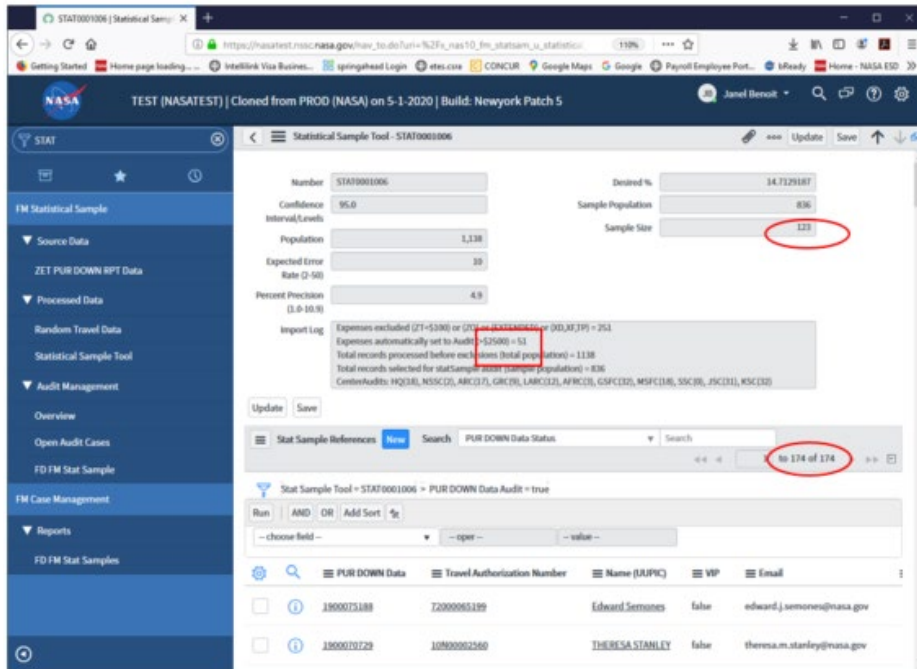 STAT0001006 | Statistical Samp
https://nasatest.nssc.nasa.gov/nav_to.do?uri=%2Fx_nas10_fm_statsam_u_statistic
110%
Getting Started Home page loading... Intellilink Visa Busines... springahead Login CONCUR Google Maps Google Payroll Employee Port... bReady Home - NASA ESD
NASA TEST (NASATEST) | Cloned from PROD (NASA) on 5-1-2020 | Build: Newyork Patch 5
JB Janel Benoit
STAT
Statistical Sample Tool - STAT0001006
Update Save
FM Statistical Sample
Source Data
ZET PUR DOWN RPT Data
Processed Data
Random Travel Data
Statistical Sample Tool
Audit Management
Overview
Open Audit Cases
FD FM Stat Sample
FM Case Management
Reports
FD FM Stat Samples
Number STAT0001006
Desired % 14.7129187
Confidence Interval/Levels 95.0
Sample Population 836
Sample Size 123
Population 1,138
Expected Error Rate (2-50) 10
Percent Precision (1.0-10.9) 4.9
Import Log
Expenses excluded (ZT<$100) or (ZO) or (EXTENDED) or (XD,XF,TP) = 251
Expenses automatically set to Audit (>$2500) = 51
Total records processed before exclusions (total population) = 1138
Total records selected for statSample audit (sample population) = 836
CenterAudits: HQ(18), NSSC(2), ARC(17), GRC(9), LARC(12), AFRC(3), GSFC(32), MSFC(18), SSC(0), JSC(31), KSC(32)
Update Save
Stat Sample References New Search PUR DOWN Data Status Search
to 174 of 174
Stat Sample Tool = STAT0001006 > PUR DOWN Data Audit = true
Run AND OR Add Sort
-- choose field -- -- oper -- -- value --
PUR DOWN Data Travel Authorization Number Name (UUPIC) VIP Email
1900075188 72000065199 Edward Semones false edward.j.semones@nasa.gov
1900070729 10N00002560 THERESA STANLEY false theresa.m.stanley@nasa.gov